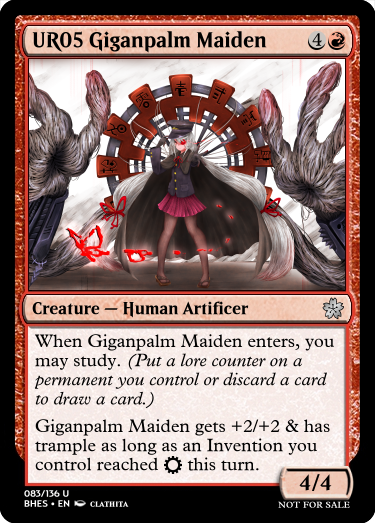 UR05 Giganpalm Maiden 4
Creature — Human Artificer
When Giganpalm Maiden enters, you
may study. (Put a lore counter on a
permanent you control or discard a card
to draw a card.)
Giganpalm Maiden gets +2/+2 & has
trample as long as an Invention you
control reached this turn.
4/4
083/136 U
BHES • EN CLATHITA
NOT FOR SALE